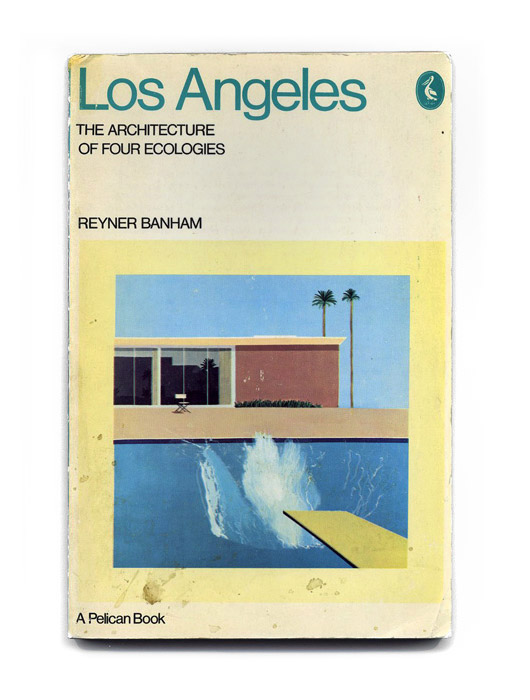 Los Angeles
THE ARCHITECTURE
OF FOUR ECOLOGIES
REYNER BANHAM
A Pelican Book